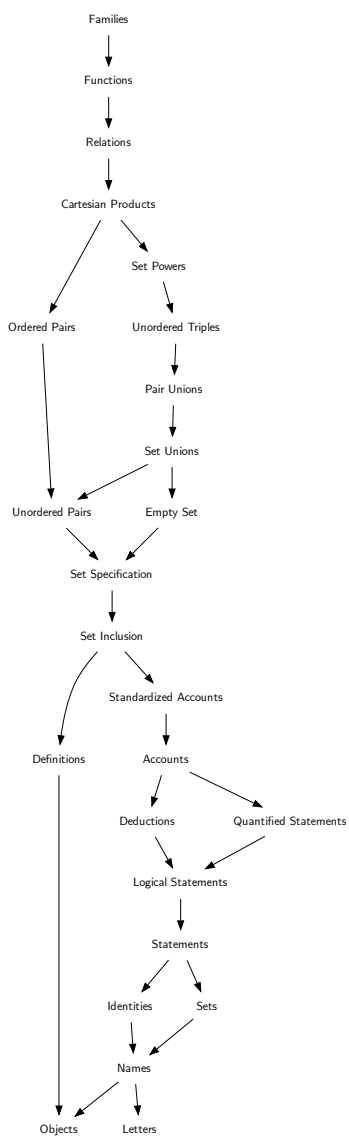 Families
Functions
Relations
Cartesian Products
Set Powers
Ordered Pairs
Unordered Triples
Pair Unions
Set Unions
Unordered Pairs
Empty Set
Set Specification
Set Inclusion
Standardized Accounts
Definitions
Accounts
Deductions
Quantified Statements
Logical Statements
Statements
Identities
Sets
Names
Objects
Letters